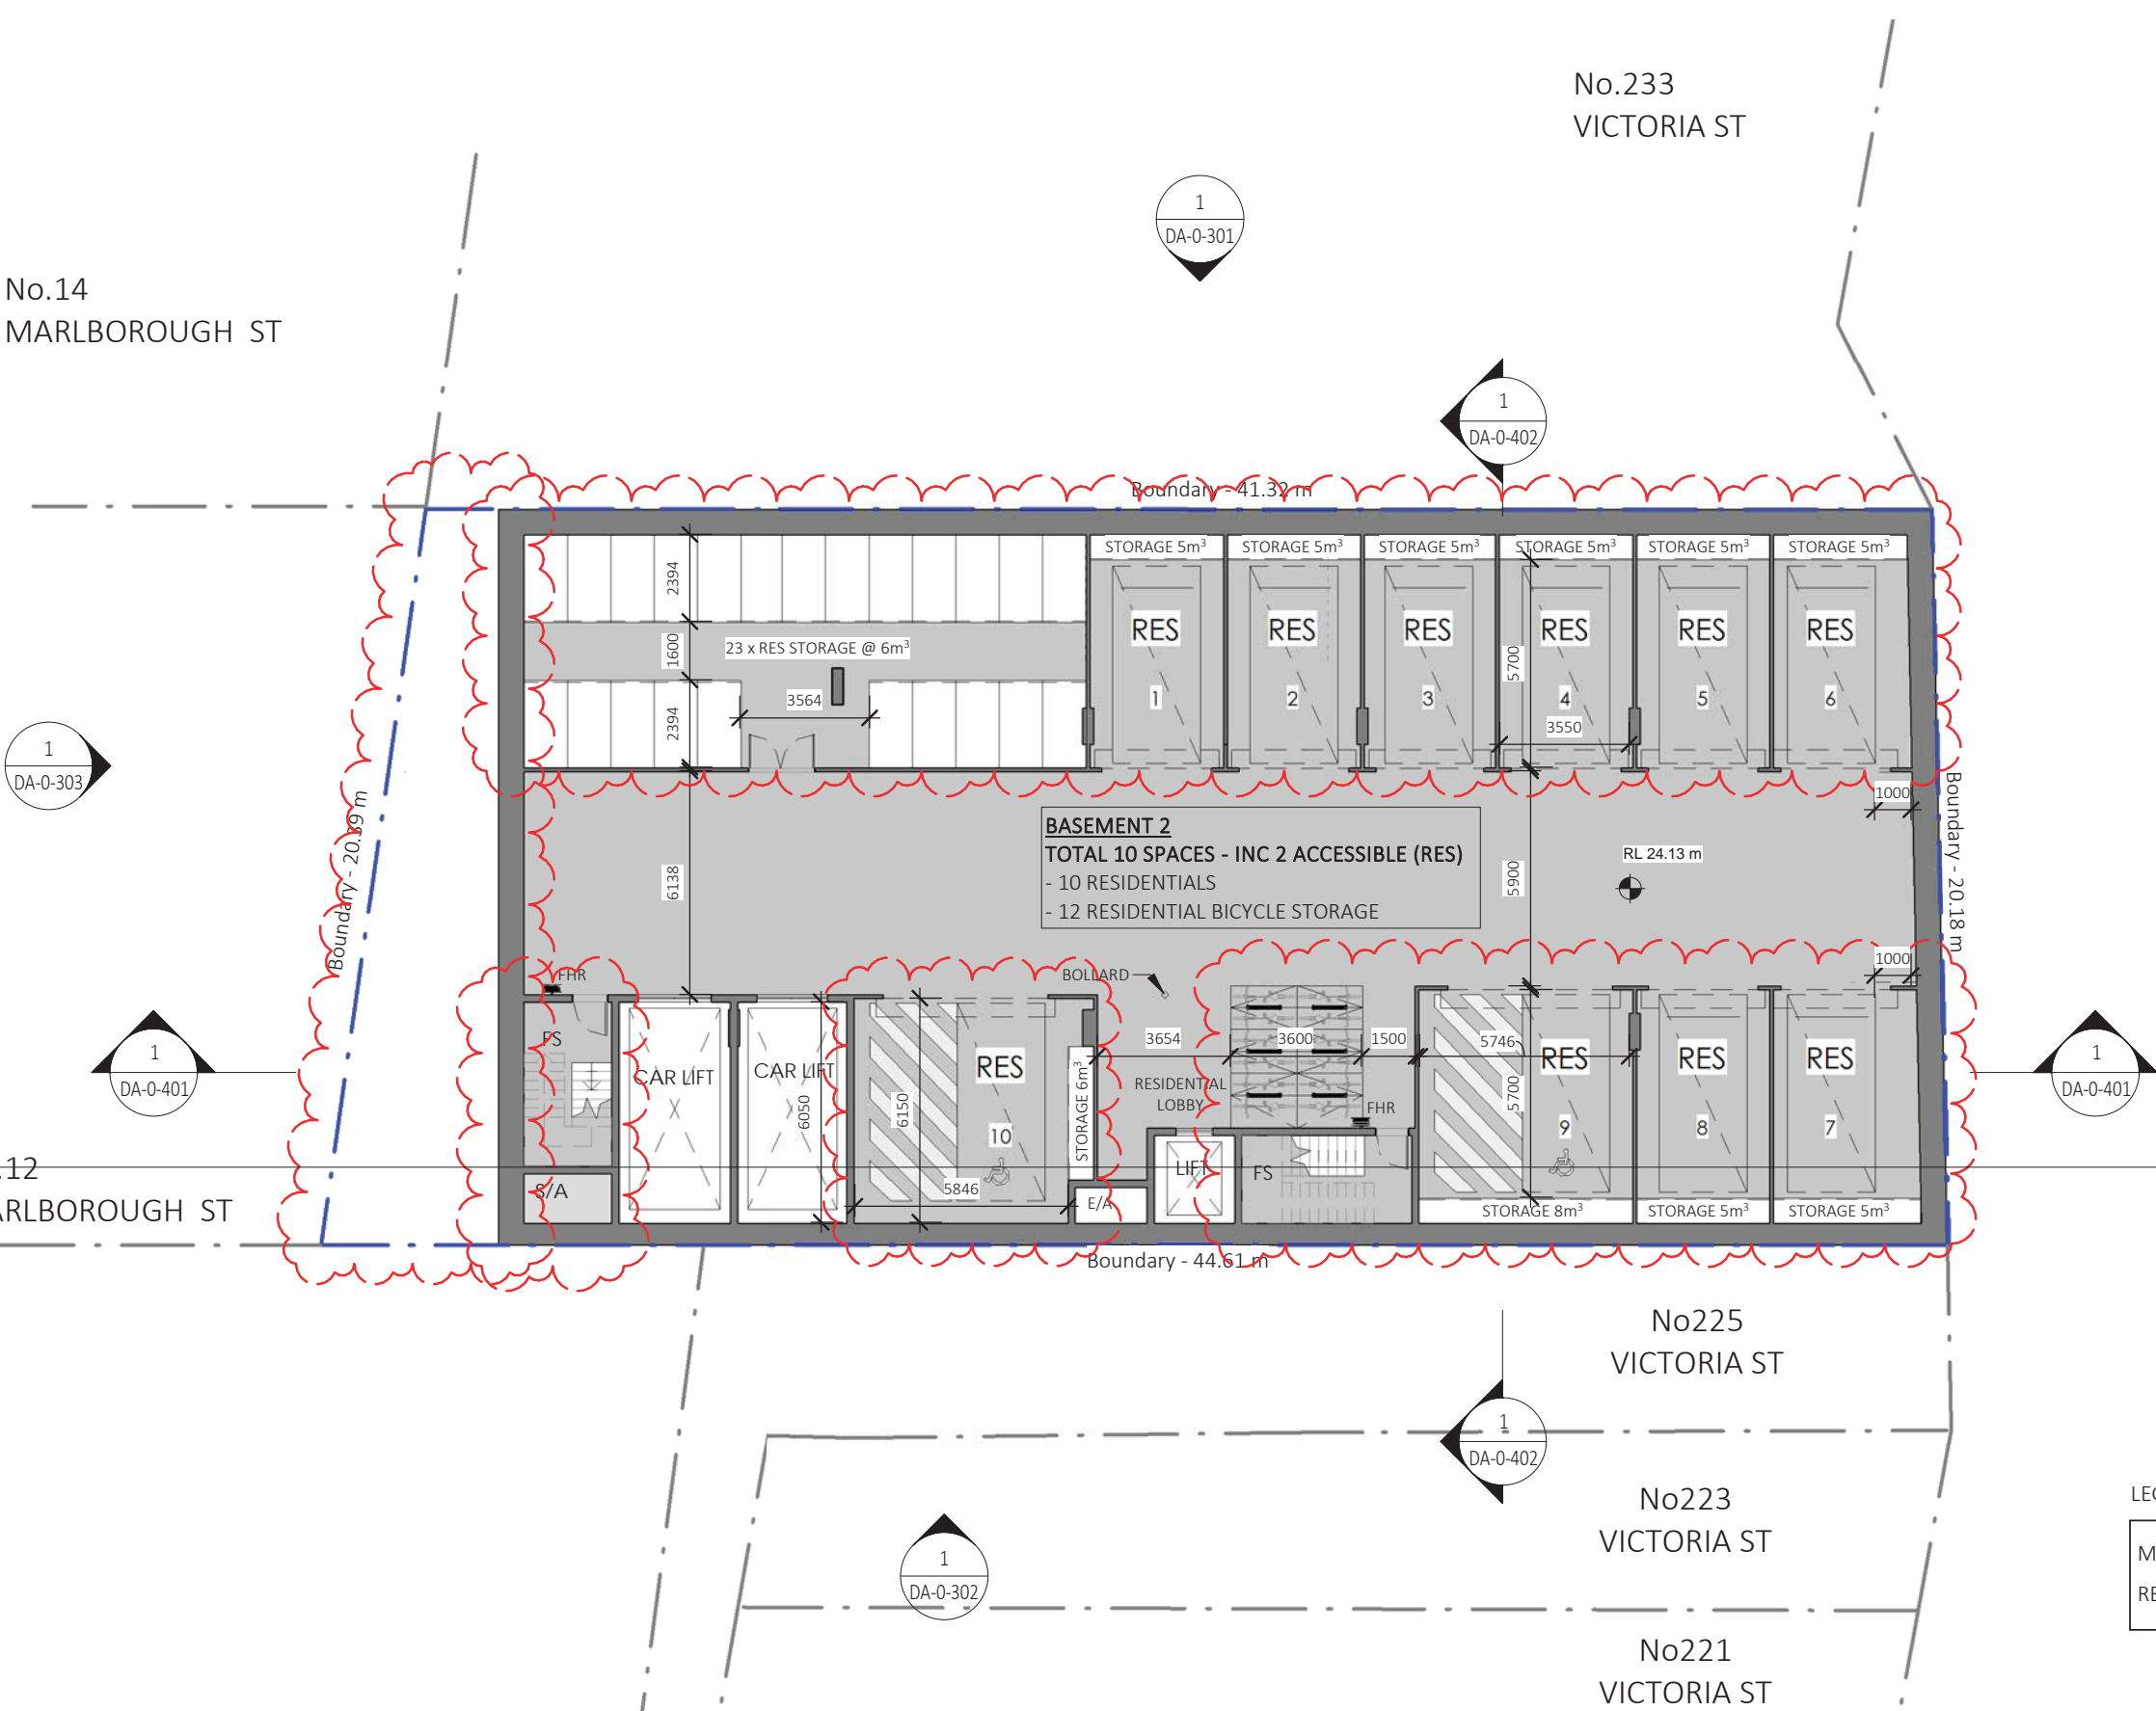 No.233
VICTORIA ST
1
DA-0-301
No.14
MARLBOROUGH ST
1
DA-0-402
Boundary - 41.32 m
STORAGE 5m³
STORAGE 5m³
STORAGE 5m³
STORAGE 5m³
STORAGE 5m³
STORAGE 5m³
2394
1600
2394
23 x RES STORAGE @ 6m³
3564
RES
1
RES
2
RES
3
RES
4
RES
5
RES
6
5700
3550
1
DA-0-303
Boundary - 20.39 m
Boundary - 20.18 m
1000
BASEMENT 2
TOTAL 10 SPACES - INC 2 ACCESSIBLE (RES)
- 10 RESIDENTIALS
- 12 RESIDENTIAL BICYCLE STORAGE
6138
5900
RL 24.13 m
1000
FHR
BOLLARD
FS
S/A
CAR LIFT
CAR LIFT
6050
6150
RES
10
5846
STORAGE 6m³
3654
3600
1500
5746
RESIDENTIAL
LOBBY
FHR
LIFT
FS
E/A
5700
RES
9
RES
8
RES
7
STORAGE 8m³
STORAGE 5m³
STORAGE 5m³
1
DA-0-401
1
DA-0-401
.12
RLBOROUGH ST
Boundary - 44.61 m
No225
VICTORIA ST
1
DA-0-402
No223
VICTORIA ST
1
DA-0-302
No221
VICTORIA ST